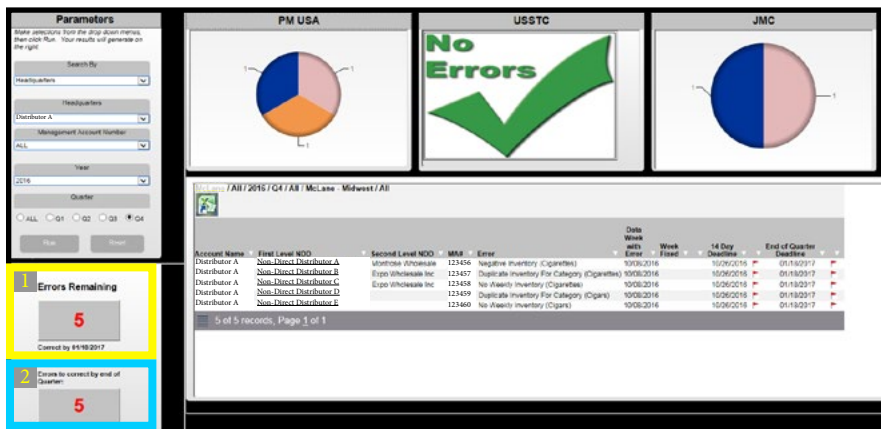 Parameters
Make selections from the drop down menus,
then click Run. Your results will generate on
the right.
Search By
Headquarters
Headquarters
Distributor A
Management Account Number
ALL
Year
2016
Quarter
ALL Q1 Q2 Q3 Q4
Run Reset
PM USA
1
1
1
USSTC
No
Errors
JMC
1
1
1
Errors Remaining
5
Correct by 01/18/2017
2
Errors to correct by end of
Quarter:
5
McLane / All / 2016 / Q4 / All / McLane - Midwest / All
Account Name First Level NDO Second Level NDO MA# Error Data Week with Error Week Fixed 14 Day Deadline End of Quarter Deadline
Distributor A Non-Direct Distributor A Montrose Wholesale 123456 Negative Inventory (Cigarettes) 10/08/2016 10/26/2016 01/18/2017
Distributor A Non-Direct Distributor B Expo Wholesale Inc 123457 Duplicate Inventory For Category (Cigarettes) 10/08/2016 10/26/2016 01/18/2017
Distributor A Non-Direct Distributor C Expo Wholesale Inc 123458 No Weekly Inventory (Cigarettes) 10/08/2016 10/26/2016 01/18/2017
Distributor A Non-Direct Distributor D 123459 Duplicate Inventory For Category (Cigars) 10/08/2016 10/26/2016 01/18/2017
Distributor A Non-Direct Distributor E 123460 No Weekly Inventory (Cigars) 10/08/2016 10/26/2016 01/18/2017
5 of 5 records, Page 1 of 1